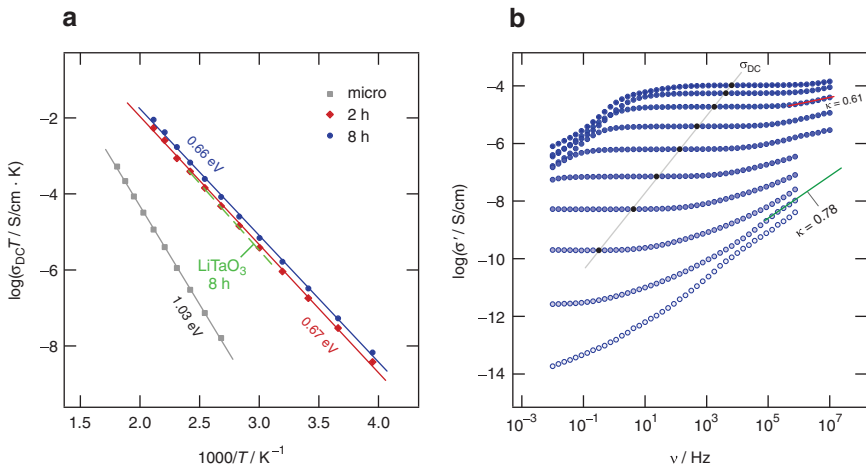 a
log(σDCT / S/cm · K)
−2
−4
−6
−8
micro
2 h
8 h
0.66 eV
LiTaO3
8 h
1.03 eV
0.67 eV
1.5
2.0
2.5
3.0
3.5
4.0
1000/T / K−1
b
log(σ′ / S/cm)
−4
−6
−8
−10
−12
−14
σDC
κ = 0.61
κ = 0.78
10−3
10−1
101
103
105
107
ν / Hz